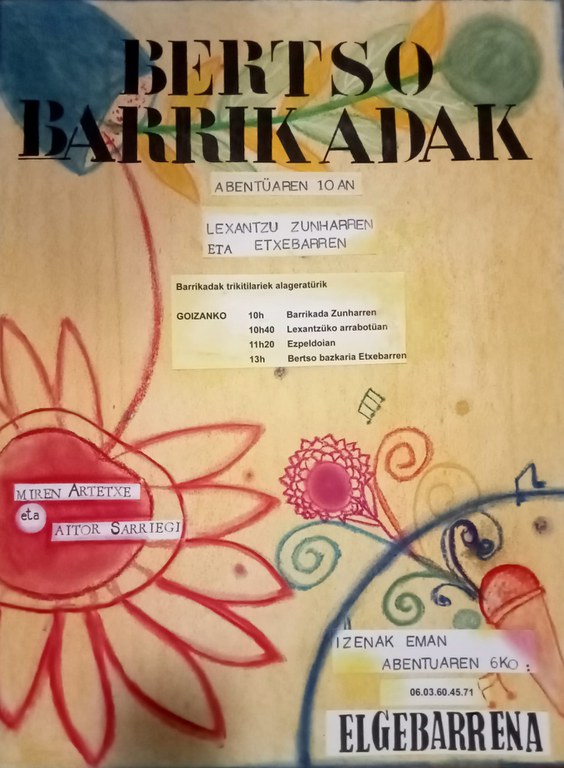 BERTSO
BARRIKADAK
ABENTÜAREN 10 AN
LEXANTZU ZUNHARREN
ETA ETXEBARREN
Barrikadak trikitilariek alageratürik
GOIZANKO 10h Barrikada Zunharren
10h40 Lexantzüko arrabotüan
11h20 Ezpeldoian
13h Bertso bazkaria Etxebarren
MIREN ARTETXE
eta
AITOR SARRIEGI
IZENAK EMAN
ABENTUAREN 6KO :
06.03.60.45.71
ELGEBARRENA